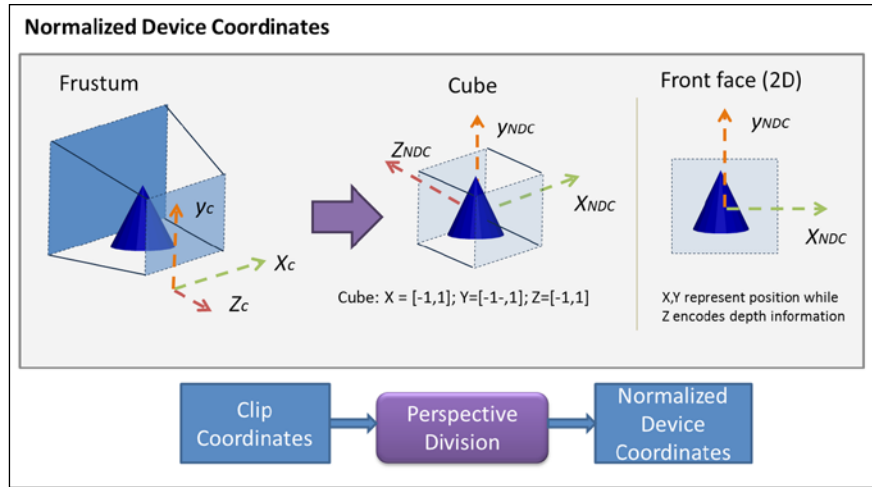 Normalized Device Coordinates
Frustum
Cube
Front face (2D)
yc
Xc
Zc
yNDC
ZNDC
XNDC
yNDC
XNDC
Cube: X = [-1,1]; Y=[-1-,1]; Z=[-1,1]
X,Y represent position while
Z encodes depth information
Clip
Coordinates
Perspective
Division
Normalized
Device
Coordinates